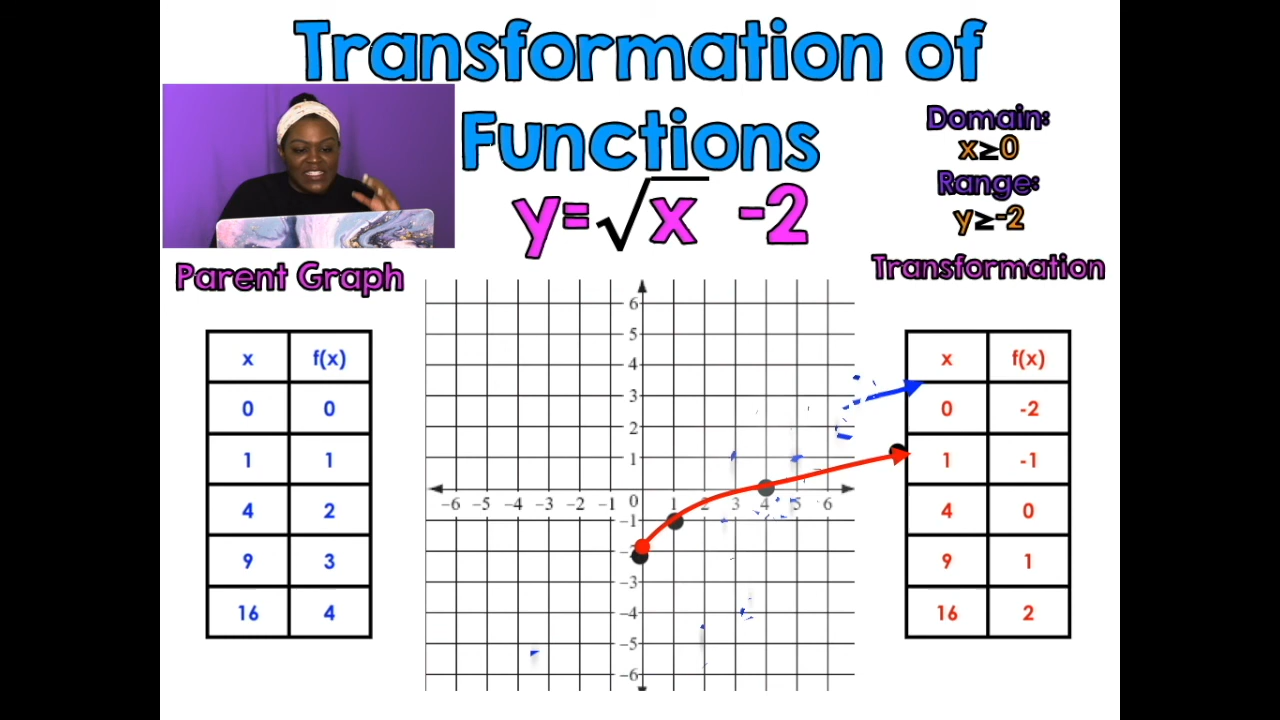 Transformation of
Functions
Domain:
x≥0
Range:
y≥-2
y=√x -2
Parent Graph
Transformation
x f(x)
0 0
1 1
4 2
9 3
16 4
6
5
4
3
2
1
0
-6 -5 -4 -3 -2 -1 1 2 3 4 5 6
-1
-2
-3
-4
-5
-6
x f(x)
0 -2
1 -1
4 0
9 1
16 2